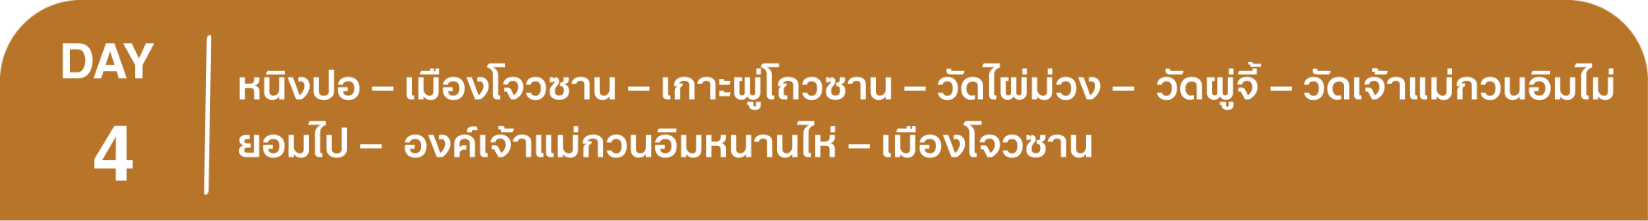 DAY
4
หนิงปอ – เมืองโจวซาน – เกาะผู่โถวซาน – วัดไผ่ม่วง – วัดผู่จี้ – วัดเจ้าแม่กวนอิมไม่
ยอมไป – องค์เจ้าแม่กวนอิมหนานไห่ – เมืองโจวซาน